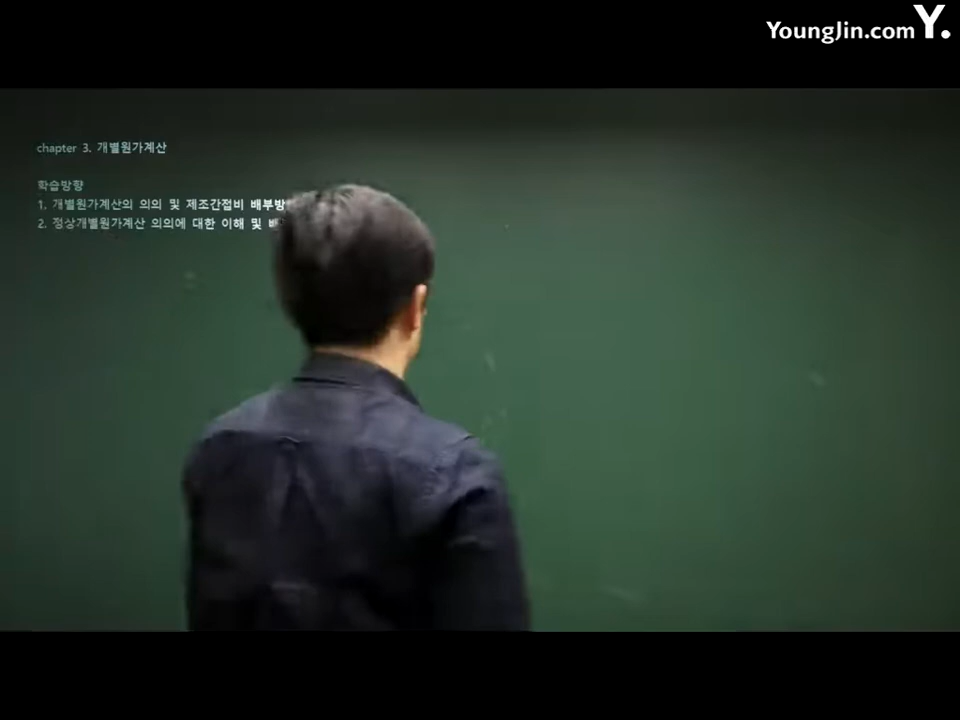 YoungJin.com Y.
chapter 3. 개별원가계산
학습방향
1. 개별원가계산의 의의 및 제조간접비 배부방
2. 정상개별원가계산 의의에 대한 이해 및